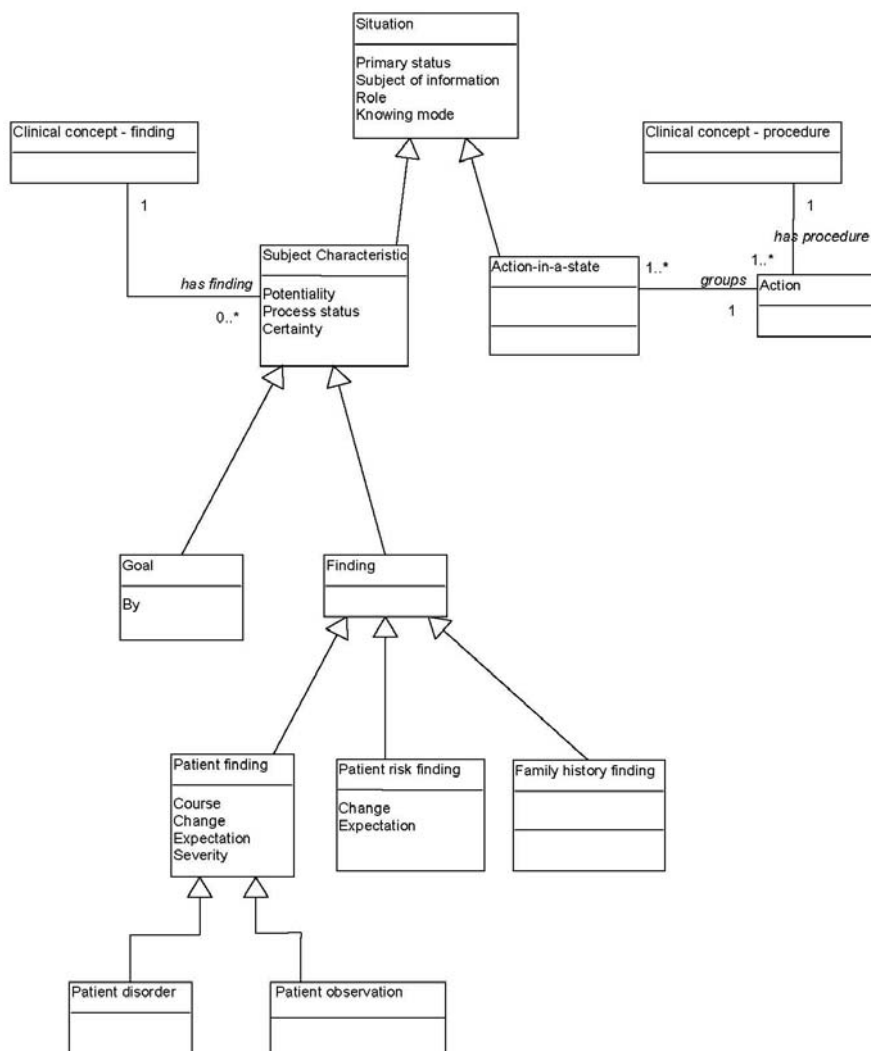 Situation
Primary status
Subject of information
Role
Knowing mode
Clinical concept - finding
Clinical concept - procedure
1
1
has procedure
Subject Characteristic
Potentiality
Process status
Certainty
has finding
0..*
Action-in-a-state
1..*
groups
1
1..*
Action
Goal
By
Finding
Patient finding
Course
Change
Expectation
Severity
Patient risk finding
Change
Expectation
Family history finding
Patient disorder
Patient observation